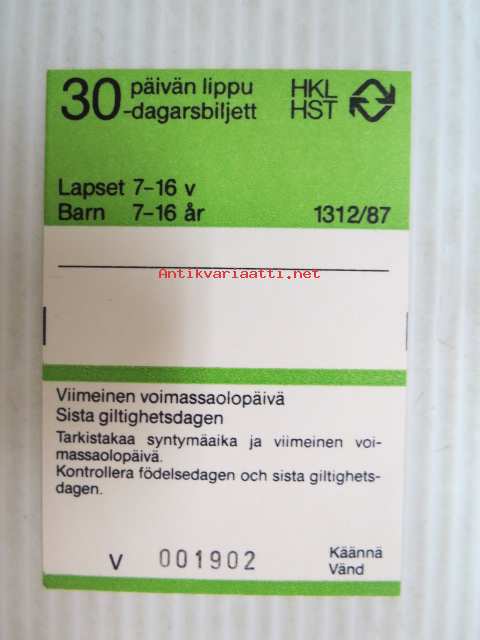 30 päivän lippu HKL
-dagarsbiljett HST
Lapset 7-16 v
Barn 7-16 år 1312/87
Antikvariaatti.net
Viimeinen voimassaolopäivä
Sista giltighetsdagen
Tarkistakaa syntymäaika ja viimeinen voi-
massaolopäivä.
Kontrollera födelsedagen och sista giltighets-
dagen.
V 001902 Käännä
Vänd